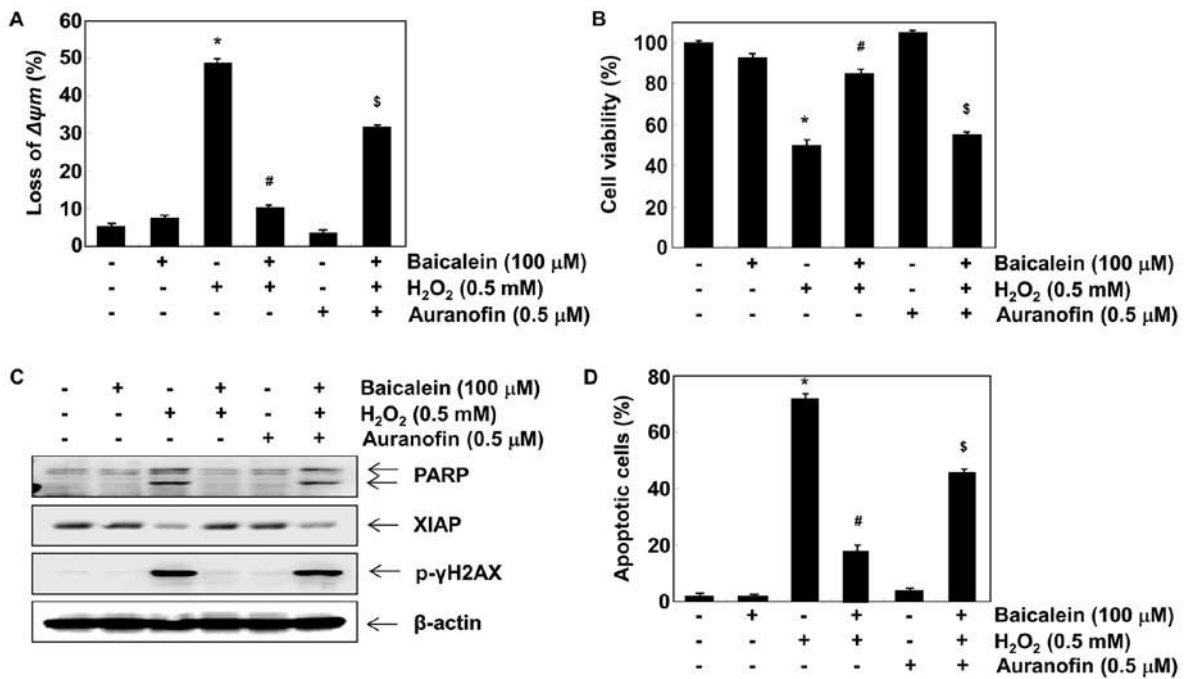 A
Loss of Δψm (%)
60
50
40
30
20
10
0
*
#
$
- + - + - + Baicalein (100 µM)
- - + + - + H₂O₂ (0.5 mM)
- - - - + + Auranofin (0.5 µM)
B
Cell viability (%)
100
80
60
40
20
0
*
#
$
- + - + - + Baicalein (100 µM)
- - + + - + H₂O₂ (0.5 mM)
- - - - + + Auranofin (0.5 µM)
C
- + - + - + Baicalein (100 µM)
- - + + - + H₂O₂ (0.5 mM)
- - - - + + Auranofin (0.5 µM)
PARP
XIAP
p-γH2AX
β-actin
D
Apoptotic cells (%)
80
60
40
20
0
*
#
$
- + - + - + Baicalein (100 µM)
- - + + - + H₂O₂ (0.5 mM)
- - - - + + Auranofin (0.5 µM)